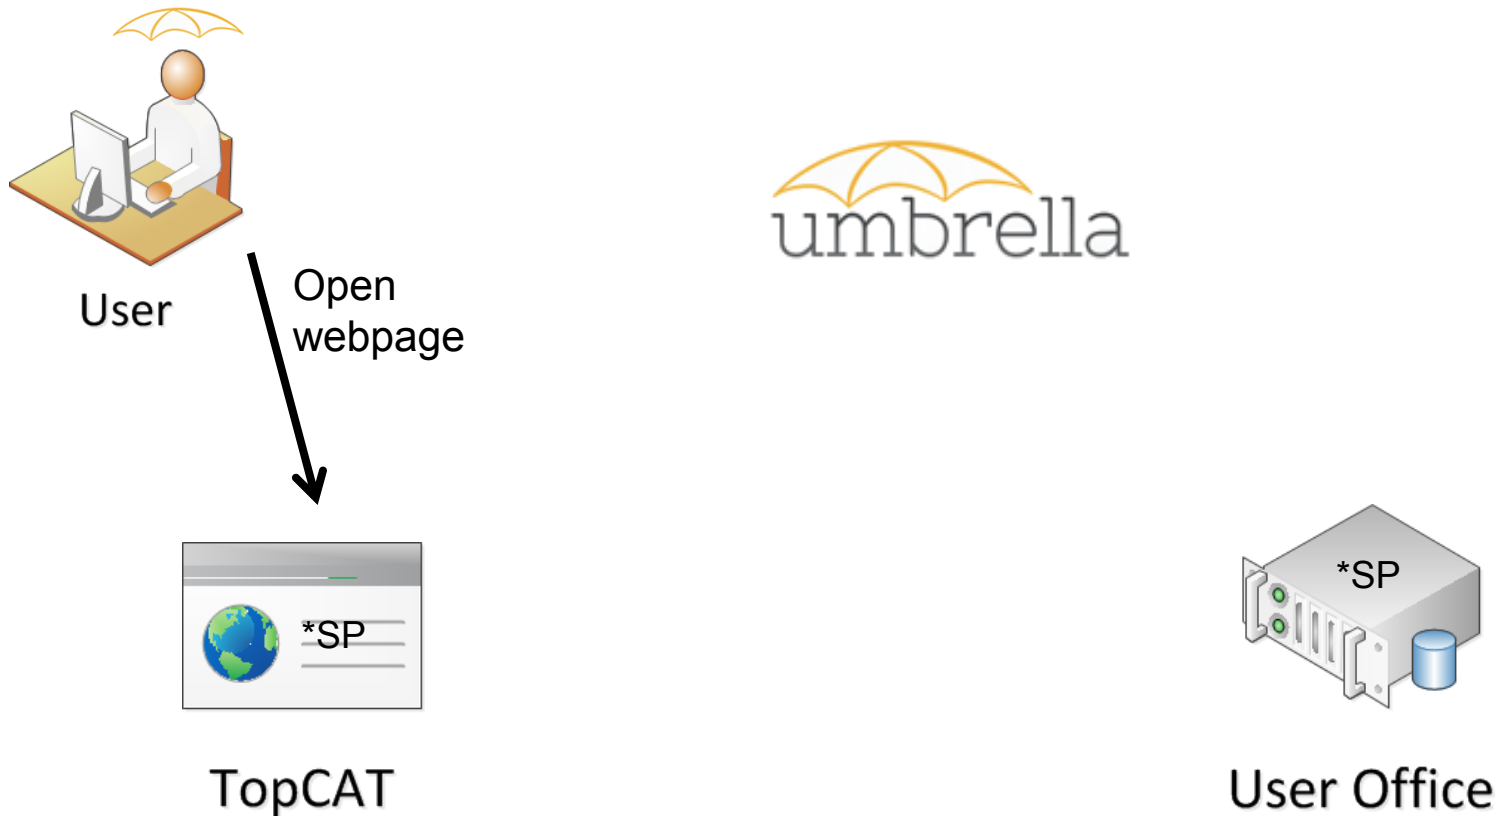 umbrella
User
Open
webpage
*SP
*SP
TopCAT
User Office